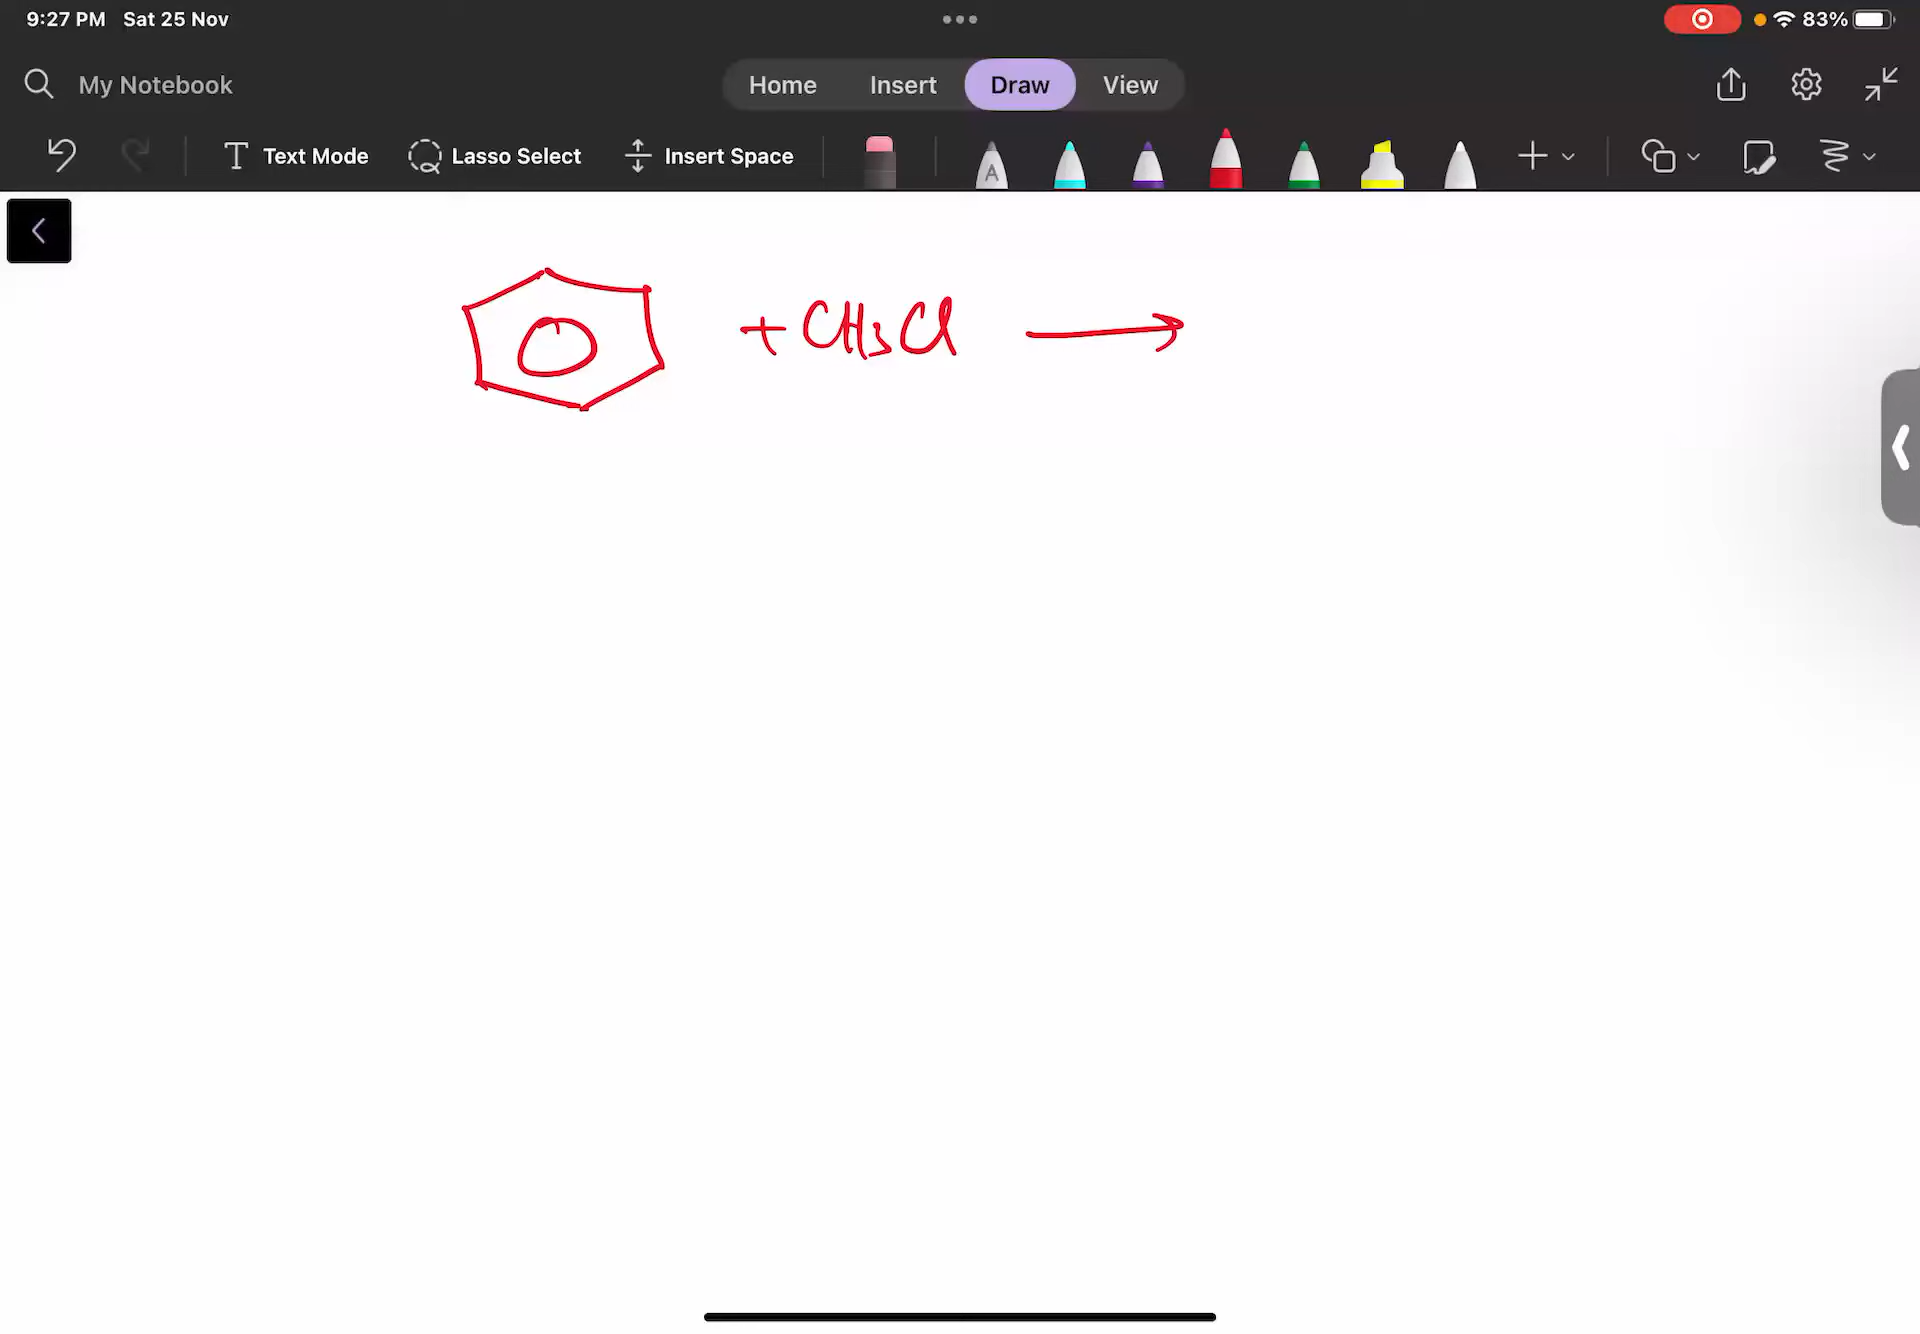 9:27 PM Sat 25 Nov
83%
My Notebook
Home Insert Draw View
Text Mode Lasso Select Insert Space
A
+ CH3Cl ⟶